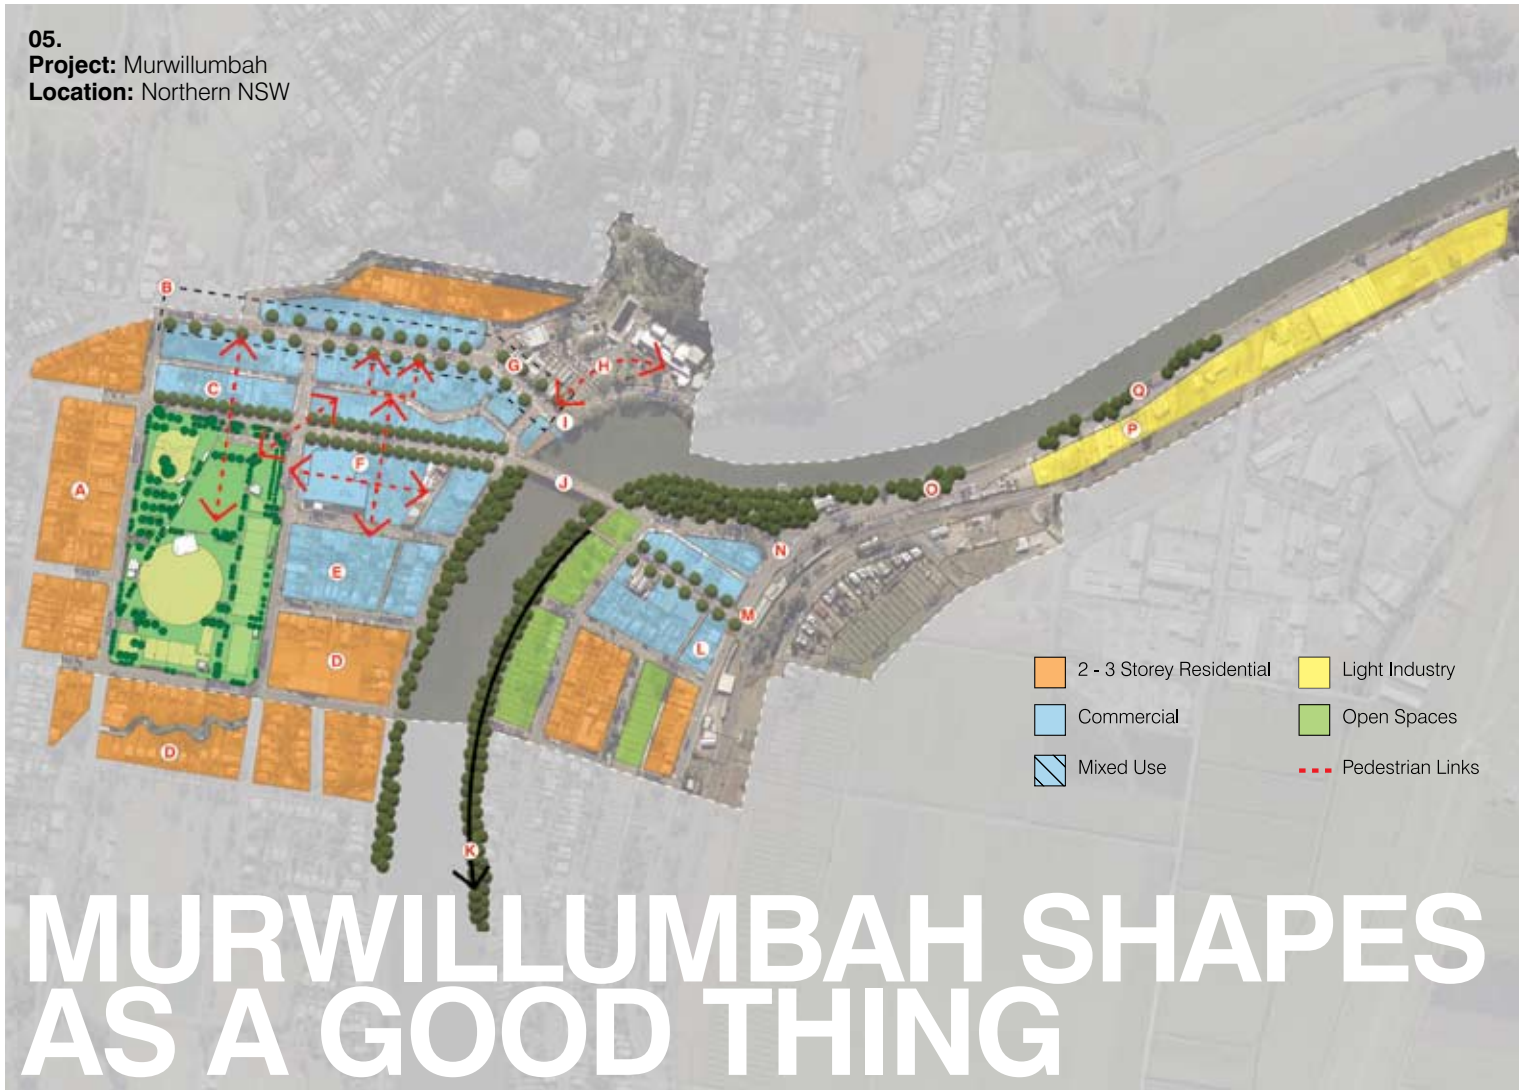 05.
Project: Murwillumbah
Location: Northern NSW
B
G
H
C
I
Q
P
F
A
J
O
N
E
M
L
D
D
K
2 - 3 Storey Residential
Light Industry
Commercial
Open Spaces
Mixed Use
Pedestrian Links
MURWILLUMBAH SHAPES
AS A GOOD THING